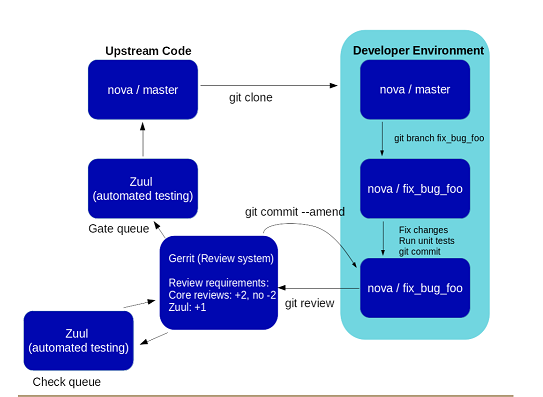 Upstream Code
Developer Environment
nova / master
git clone
nova / master
git branch fix_bug_foo
Zuul
(automated testing)
Gate queue
nova / fix_bug_foo
git commit --amend
Fix changes
Run unit tests
git commit
Gerrit (Review system)
Review requirements:
Core reviews: +2, no -2
Zuul: +1
git review
nova / fix_bug_foo
Zuul
(automated testing)
Check queue